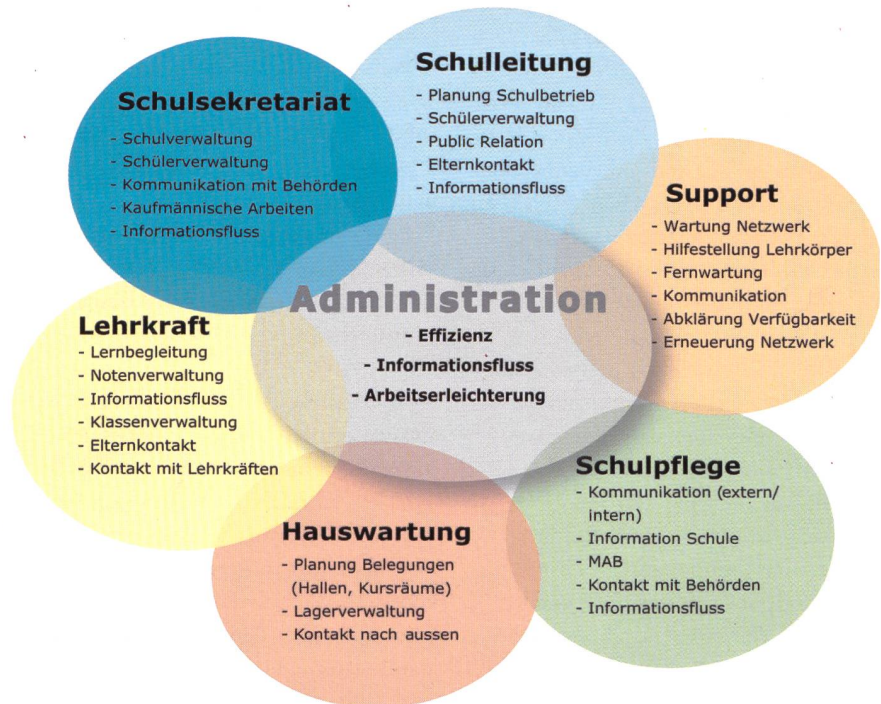 Schulleitung
- Planung Schulbetrieb
- Schülerverwaltung
- Public Relation
- Elternkontakt
- Informationsfluss
Schulsekretariat
- Schulverwaltung
- Schülerverwaltung
- Kommunikation mit Behörden
- Kaufmännische Arbeiten
- Informationsfluss
Support
- Wartung Netzwerk
- Hilfestellung Lehrkörper
- Fernwartung
- Kommunikation
- Abklärung Verfügbarkeit
- Erneuerung Netzwerk
Administration
- Effizienz
- Informationsfluss
- Arbeitserleichterung
Lehrkraft
- Lernbegleitung
- Notenverwaltung
- Informationsfluss
- Klassenverwaltung
- Elternkontakt
- Kontakt mit Lehrkräften
Schulpflege
- Kommunikation (extern/
intern)
- Information Schule
- MAB
- Kontakt mit Behörden
- Informationsfluss
Hauswartung
- Planung Belegungen
(Hallen, Kursräume)
- Lagerverwaltung
- Kontakt nach aussen